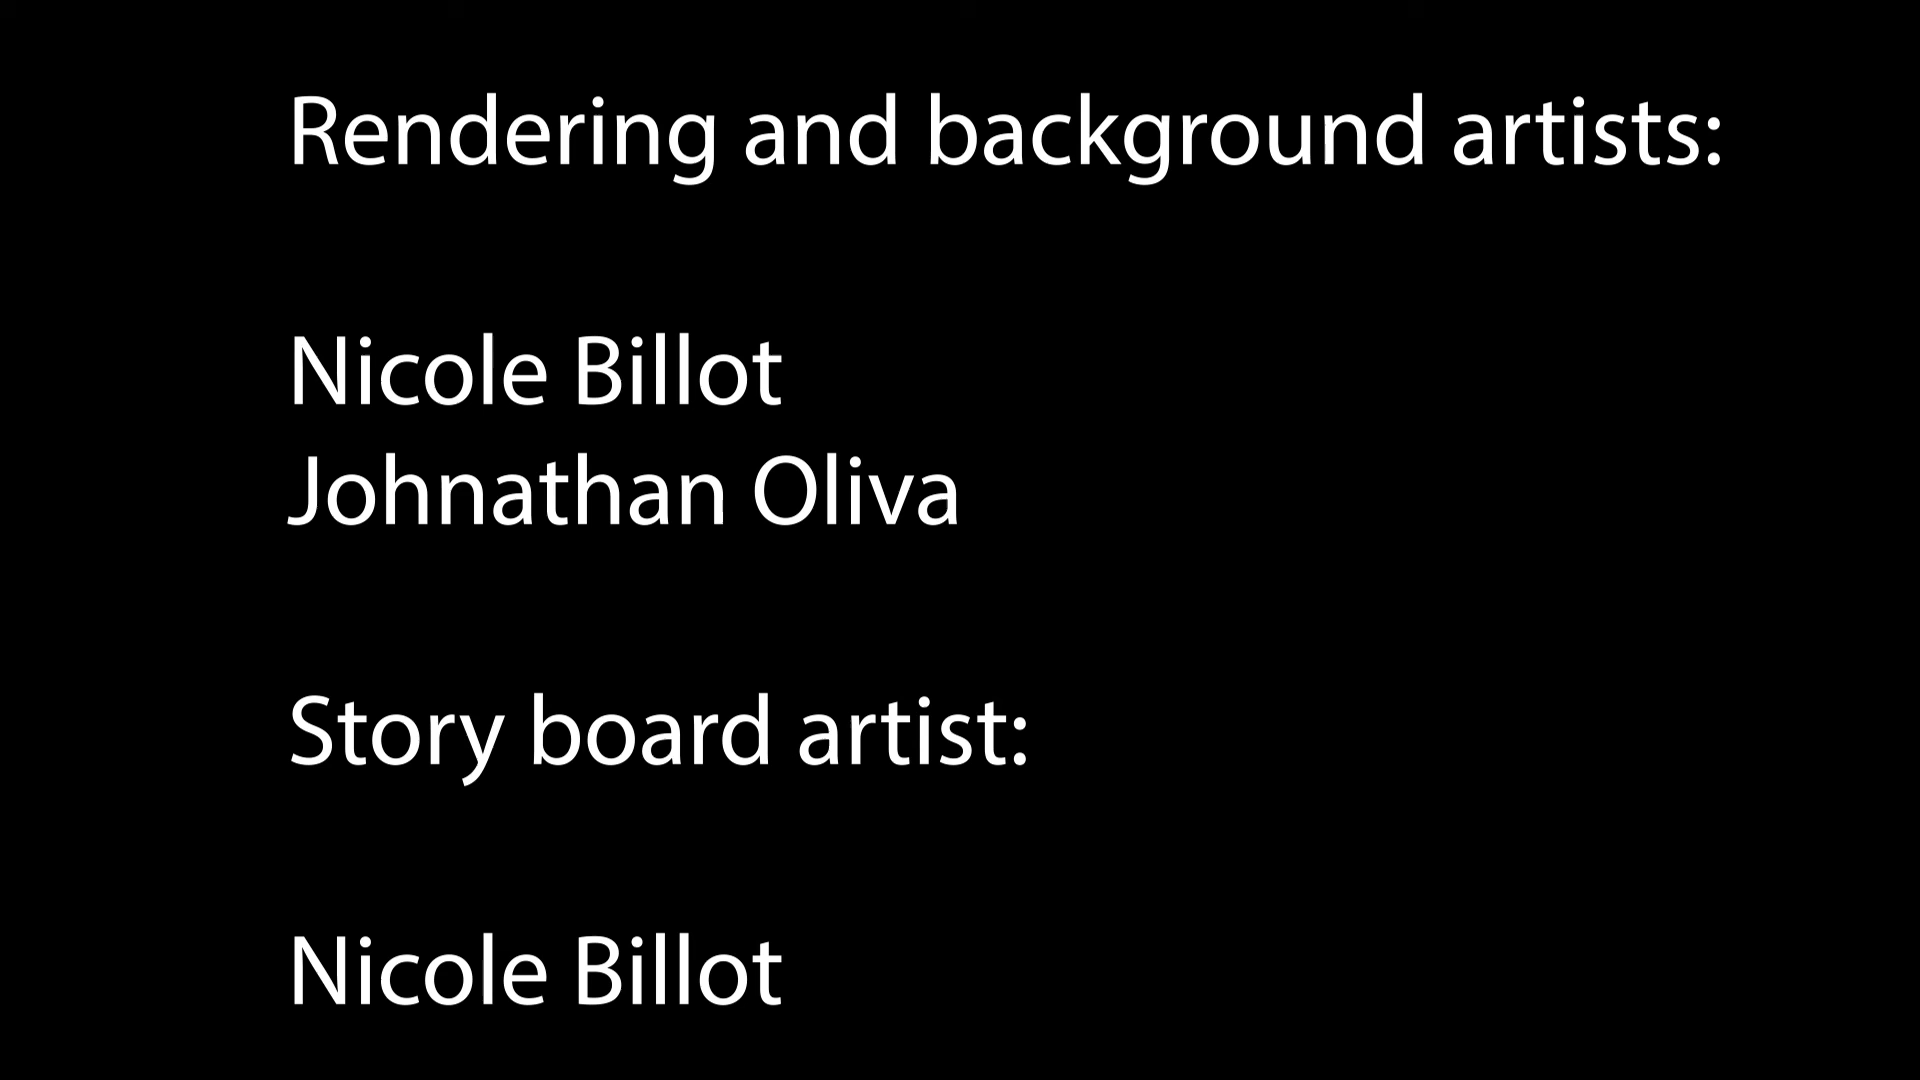 Rendering and background artists:
Nicole Billot
Johnathan Oliva
Story board artist:
Nicole Billot